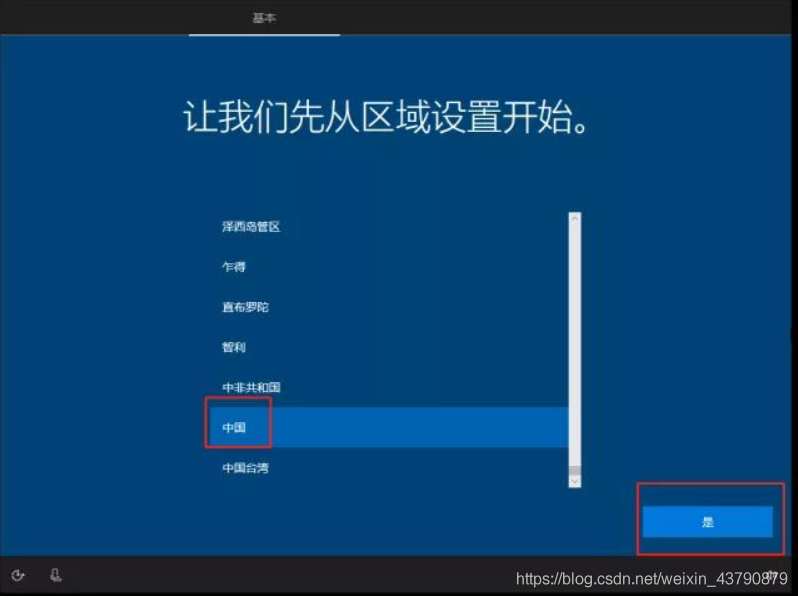 基本
让我们先从区域设置开始。
泽西岛管区
乍得
直布罗陀
智利
中非共和国
中国
中国台湾
是
https://blog.csdn.net/weixin_43790879